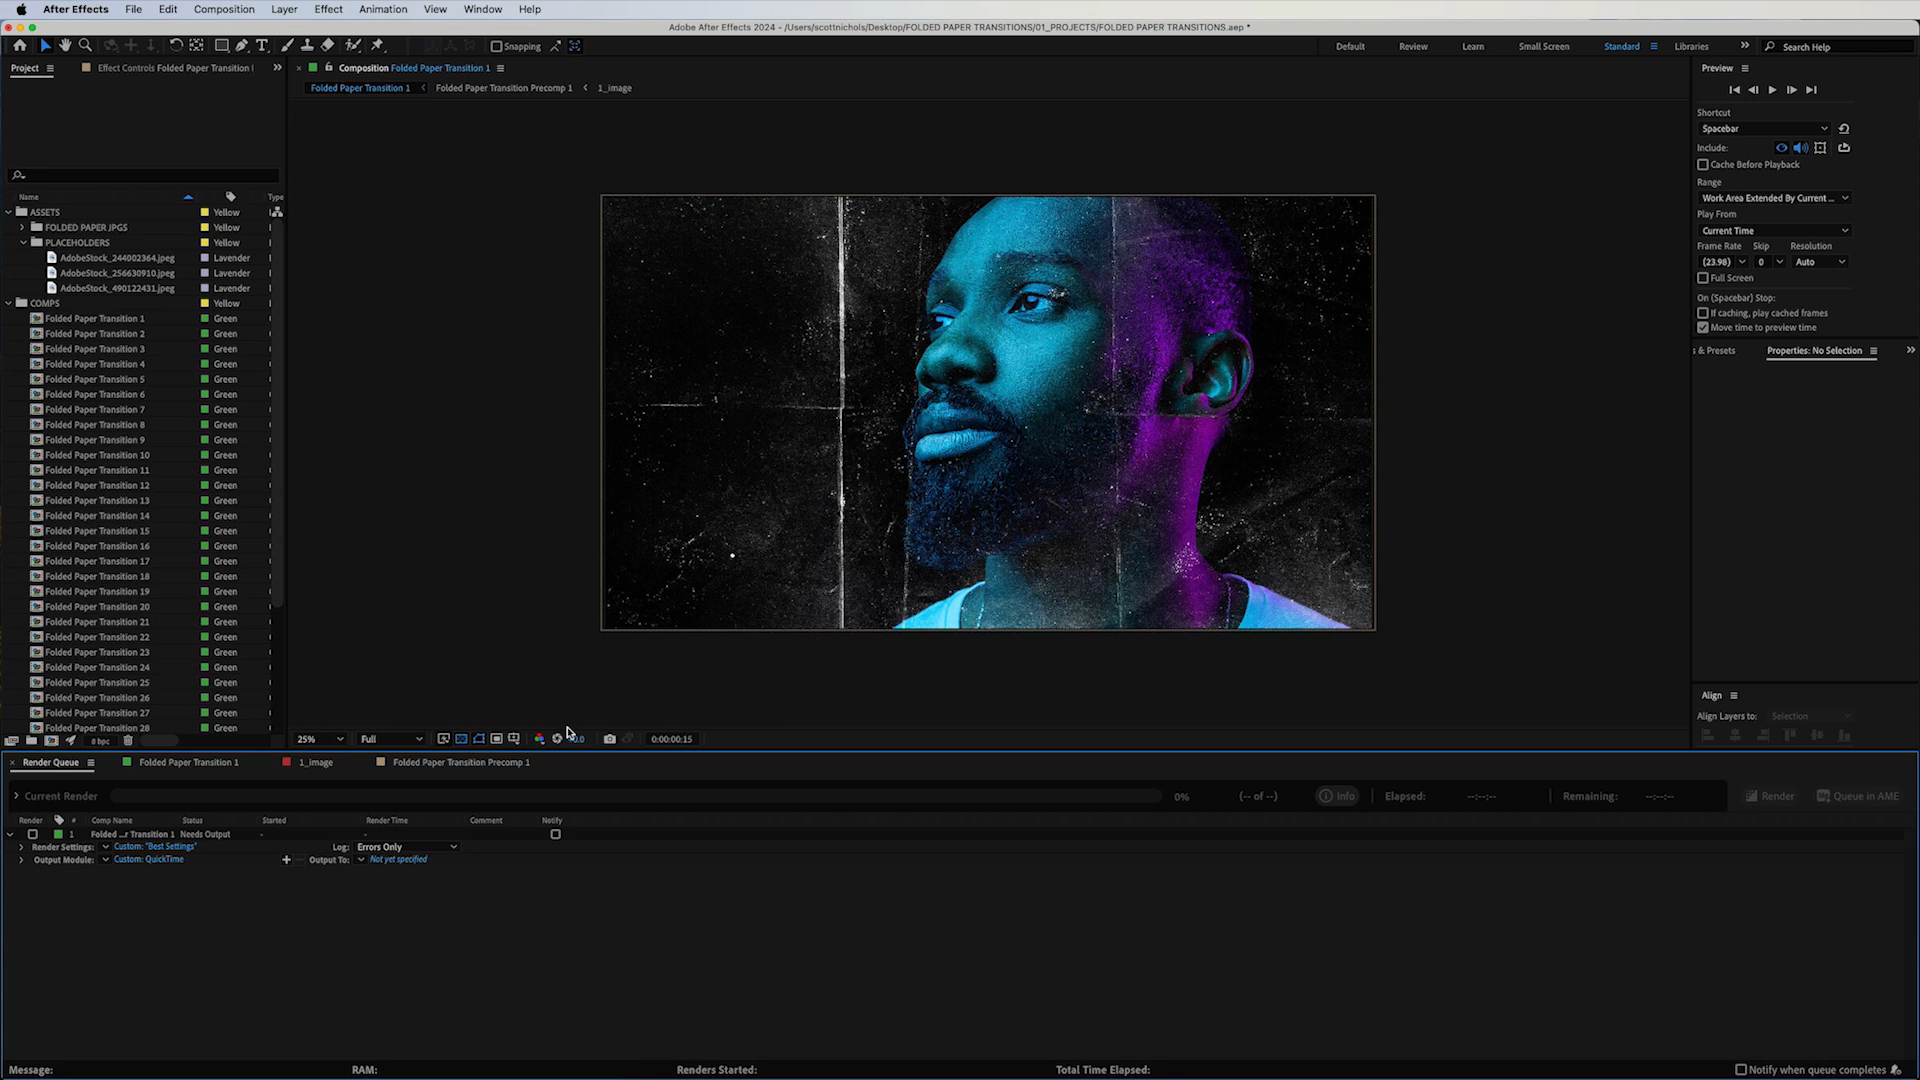 After Effects File Edit Composition Layer Effect Animation View Window Help
Adobe After Effects 2024 - /Users/scottnichols/Desktop/FOLDED PAPER TRANSITIONS/01_PROJECTS/FOLDED PAPER TRANSITIONS.aep *
Snapping
Default Review Learn Small Screen Standard Libraries Search Help
Project
Effect Controls Folded Paper Transition
Composition Folded Paper Transition 1
Folded Paper Transition 1 Folded Paper Transition Precomp 1 1_image
Name Type
ASSETS Yellow
FOLDED PAPER JPGS Yellow
PLACEHOLDERS Yellow
AdobeStock_244002364.jpeg Lavender
AdobeStock_256630910.jpeg Lavender
AdobeStock_490122431.jpeg Lavender
COMPS Yellow
Folded Paper Transition 1 Green
Folded Paper Transition 2 Green
Folded Paper Transition 3 Green
Folded Paper Transition 4 Green
Folded Paper Transition 5 Green
Folded Paper Transition 6 Green
Folded Paper Transition 7 Green
Folded Paper Transition 8 Green
Folded Paper Transition 9 Green
Folded Paper Transition 10 Green
Folded Paper Transition 11 Green
Folded Paper Transition 12 Green
Folded Paper Transition 13 Green
Folded Paper Transition 14 Green
Folded Paper Transition 15 Green
Folded Paper Transition 16 Green
Folded Paper Transition 17 Green
Folded Paper Transition 18 Green
Folded Paper Transition 19 Green
Folded Paper Transition 20 Green
Folded Paper Transition 21 Green
Folded Paper Transition 22 Green
Folded Paper Transition 23 Green
Folded Paper Transition 24 Green
Folded Paper Transition 25 Green
Folded Paper Transition 26 Green
Folded Paper Transition 27 Green
Folded Paper Transition 28 Green
8 bpc
25% Full 0:00:00:15
Preview
Shortcut
Spacebar
Include:
Cache Before Playback
Range
Work Area Extended By Current ...
Play From
Current Time
Frame Rate Skip Resolution
(23.98) 0 Auto
Full Screen
On (Spacebar) Stop:
If caching, play cached frames
Move time to preview time
s & Presets Properties: No Selection
Align
Align Layers to: Selection
Render Queue Folded Paper Transition 1 1_image Folded Paper Transition Precomp 1
Current Render 0% (-- of --) Info Elapsed: --:--:-- Remaining: --:--:-- Render Queue in AME
Render # Comp Name Status Started Render Time Comment Notify
1 Folded ...r Transition 1 Needs Output - -
Render Settings: Custom: "Best Settings" Log: Errors Only
Output Module: Custom: QuickTime Output To: Not yet specified
Message: RAM: Renders Started: Total Time Elapsed: Notify when queue completes